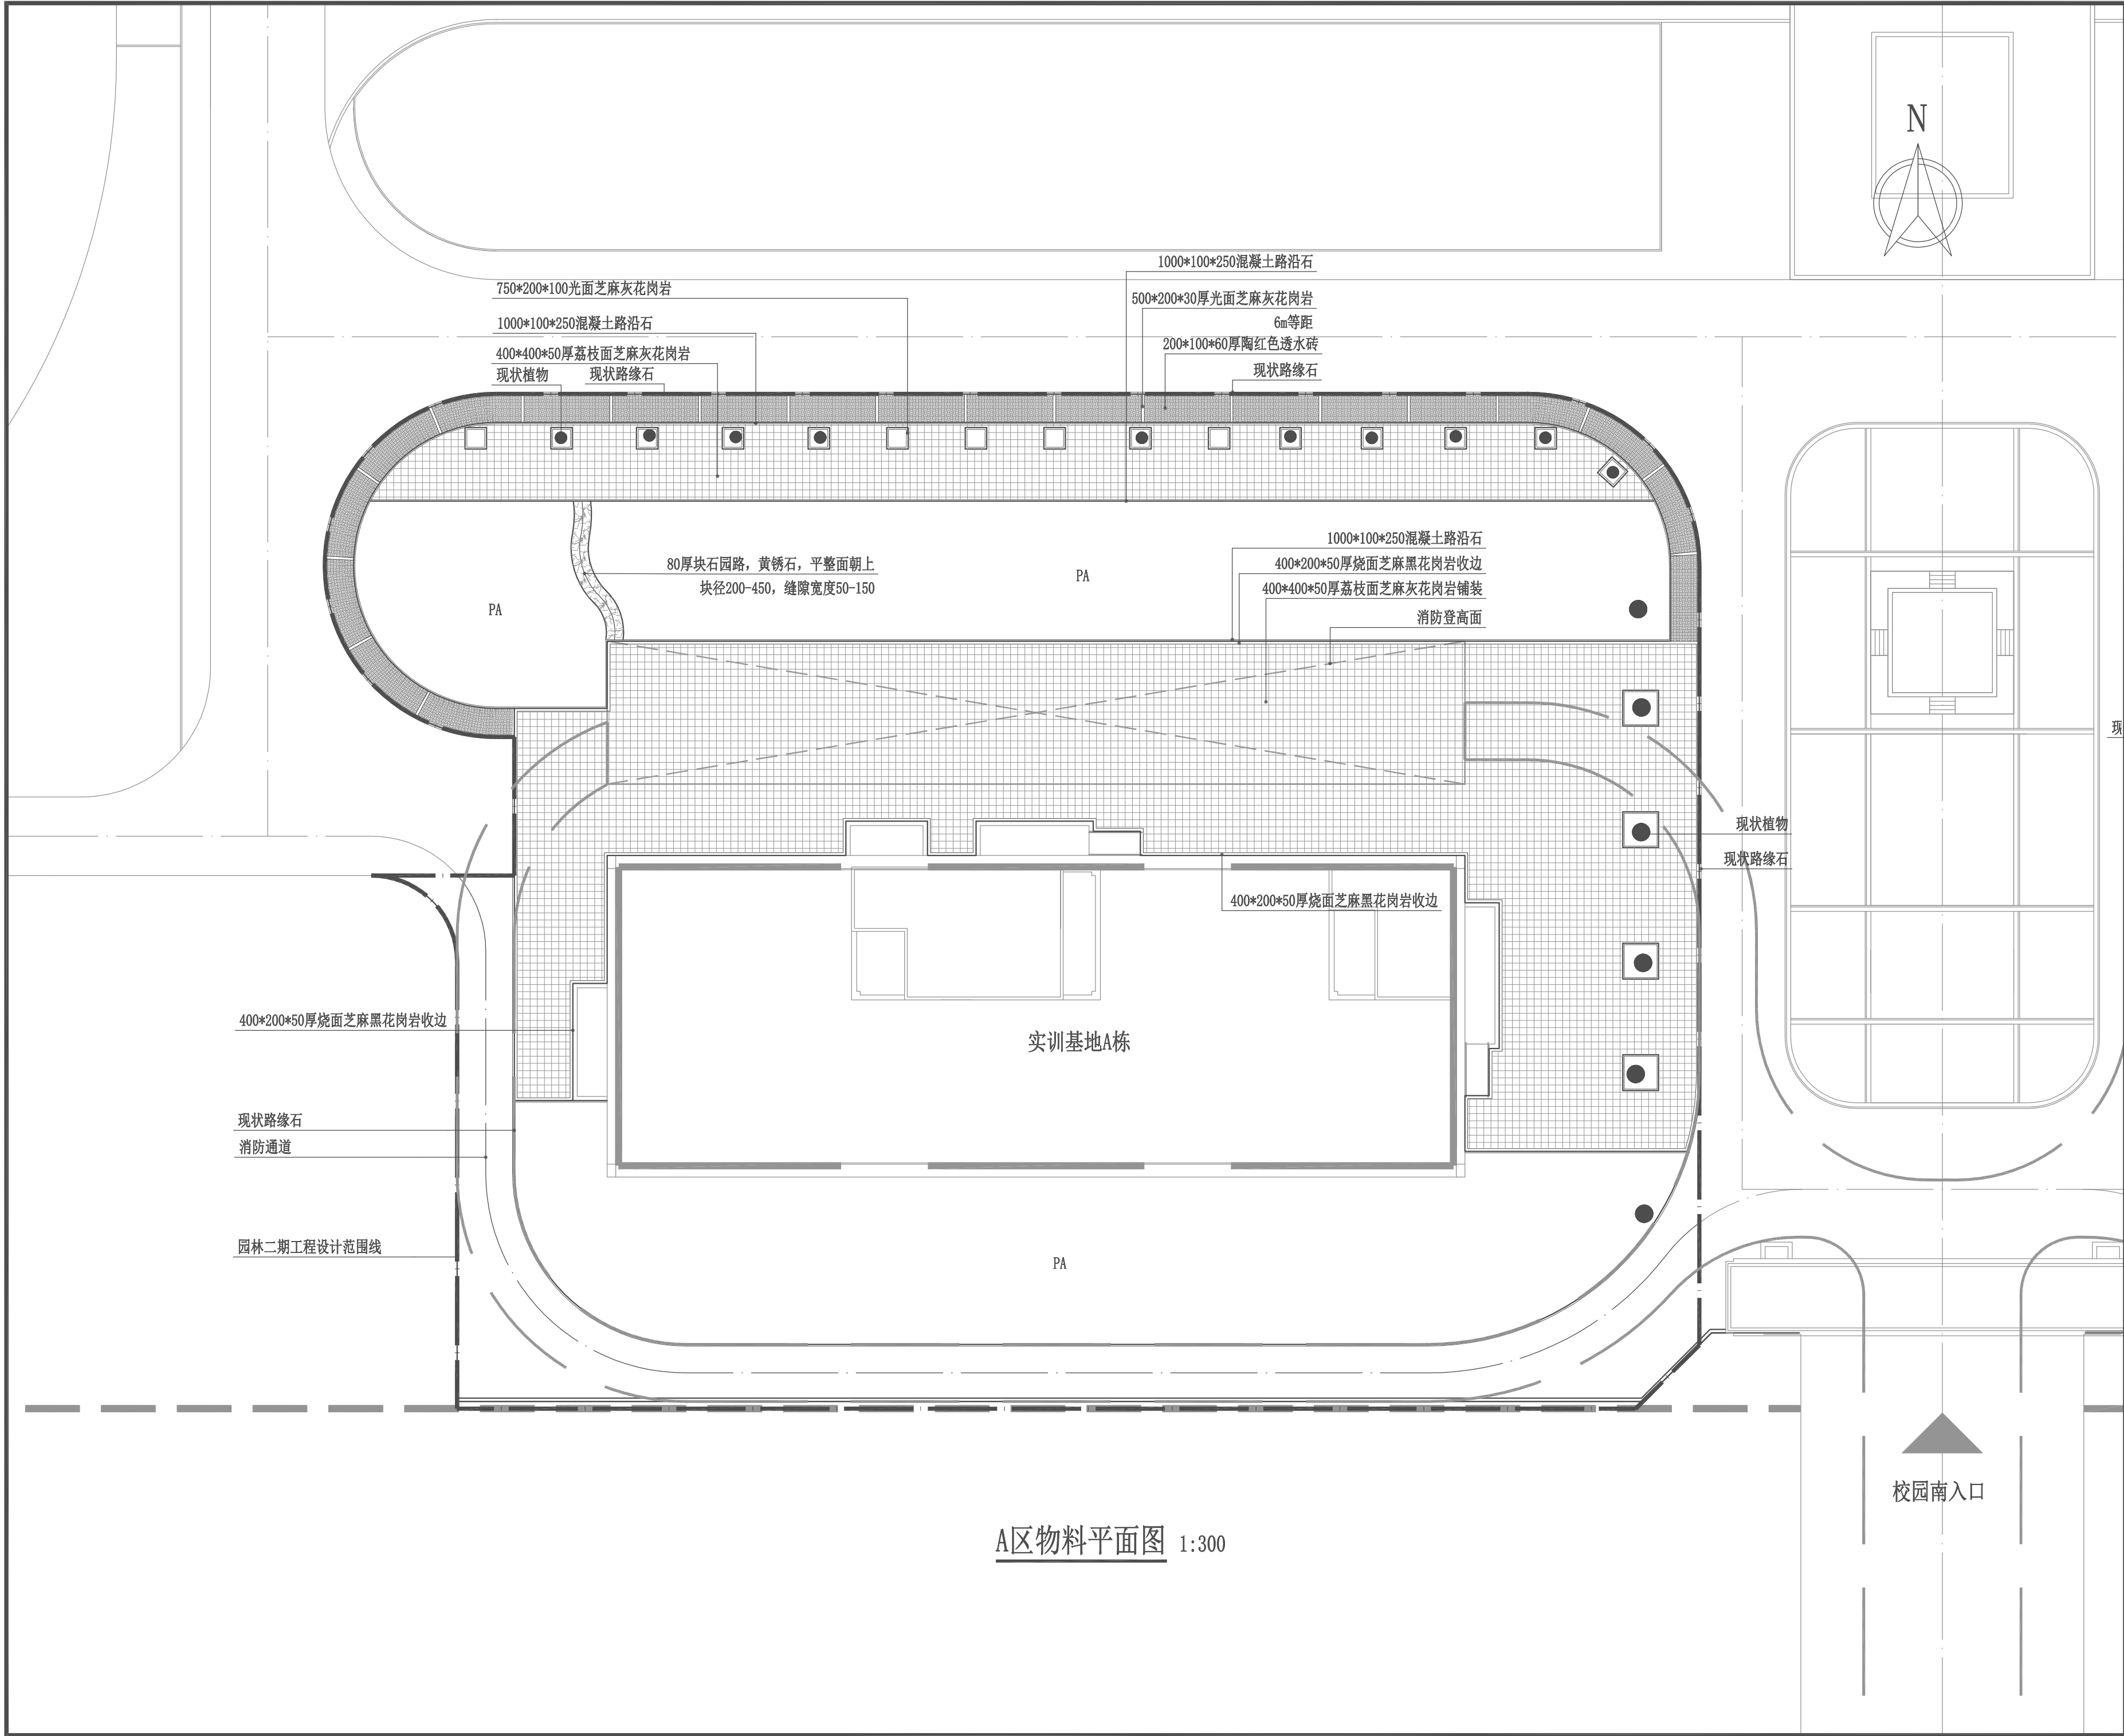 N
1000*100*250混凝土路沿石
750*200*100光面芝麻灰花岗岩
500*200*30厚光面芝麻灰花岗岩
6m等距
1000*100*250混凝土路沿石
200*100*60厚陶红色透水砖
400*400*50厚荔枝面芝麻灰花岗岩
现状植物
现状路缘石
现状路缘石
1000*100*250混凝土路沿石
80厚块石园路，黄锈石，平整面朝上
块径200-450，缝隙宽度50-150
400*200*50厚烧面芝麻黑花岗岩收边
PA
400*400*50厚荔枝面芝麻灰花岗岩铺装
PA
消防登高面
现
现状植物
现状路缘石
400*200*50厚烧面芝麻黑花岗岩收边
400*200*50厚烧面芝麻黑花岗岩收边
实训基地A栋
现状路缘石
消防通道
园林二期工程设计范围线
PA
校园南入口
A区物料平面图 1:300